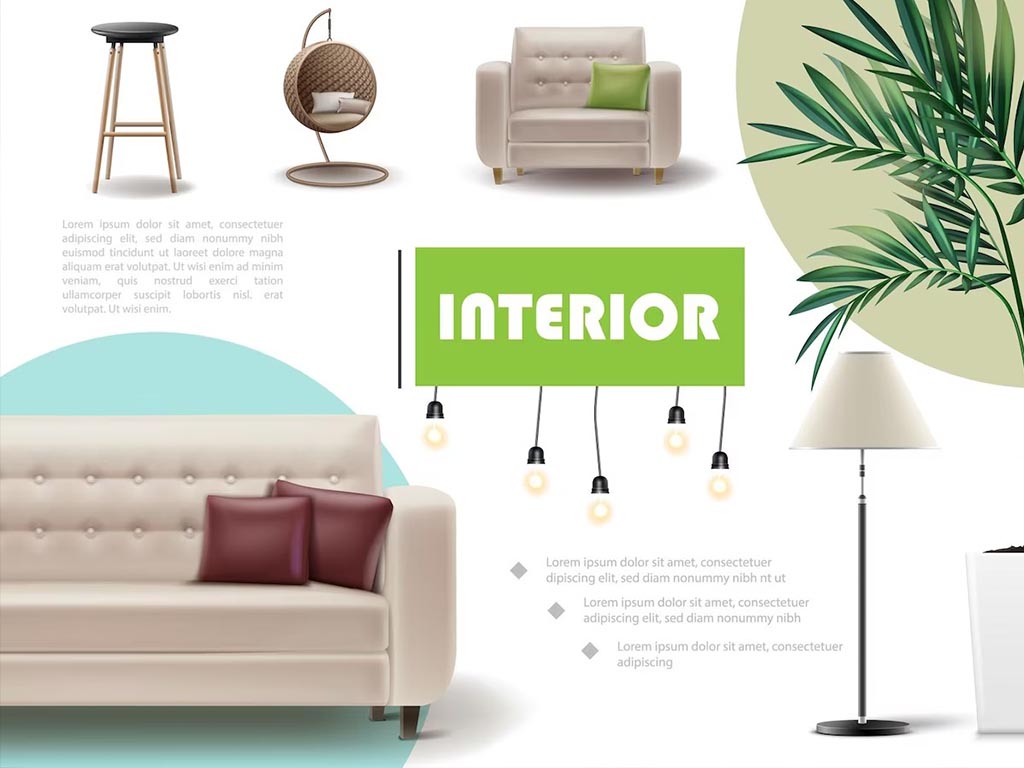 Lorem ipsum dolor sit amet, consectetuer
adipiscing elit, sed diam nonummy nibh
euismod tincidunt ut laoreet dolore magna
aliquam erat volutpat. Ut wisi enim ad minim
veniam, quis nostrud exerci tation
ullamcorper suscipit lobortis nisl. erat
volutpat. Ut wisi enim.
INTERIOR
Lorem ipsum dolor sit amet, consectetuer
dipiscing elit, sed diam nonummy nibh nt ut
Lorem ipsum dolor sit amet, consectetuer
adipiscing elit, sed diam nonummy nibh
Lorem ipsum dolor sit amet, consectetuer
adipiscing